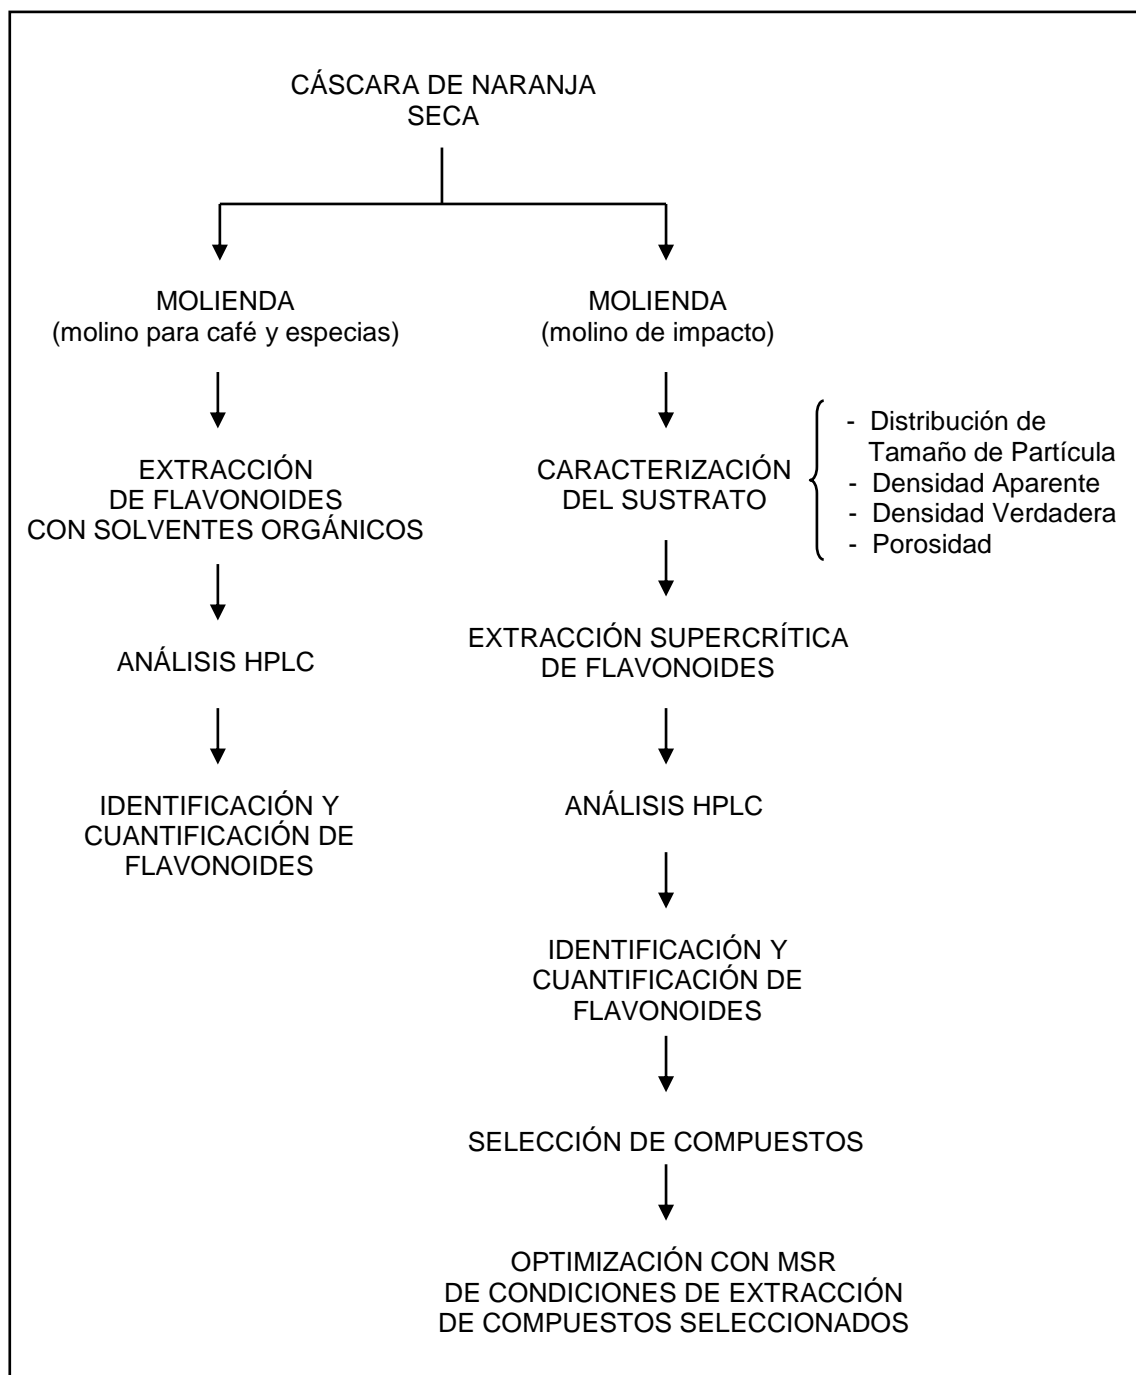 CÁSCARA DE NARANJA
SECA
MOLIENDA
(molino para café y especias)
EXTRACCIÓN
DE FLAVONOIDES
CON SOLVENTES ORGÁNICOS
ANÁLISIS HPLC
IDENTIFICACIÓN Y
CUANTIFICACIÓN DE
FLAVONOIDES
MOLIENDA
(molino de impacto)
CARACTERIZACIÓN
DEL SUSTRATO
- Distribución de
Tamaño de Partícula
- Densidad Aparente
- Densidad Verdadera
- Porosidad
EXTRACCIÓN SUPERCRÍTICA
DE FLAVONOIDES
ANÁLISIS HPLC
IDENTIFICACIÓN Y
CUANTIFICACIÓN DE
FLAVONOIDES
SELECCIÓN DE COMPUESTOS
OPTIMIZACIÓN CON MSR
DE CONDICIONES DE EXTRACCIÓN
DE COMPUESTOS SELECCIONADOS